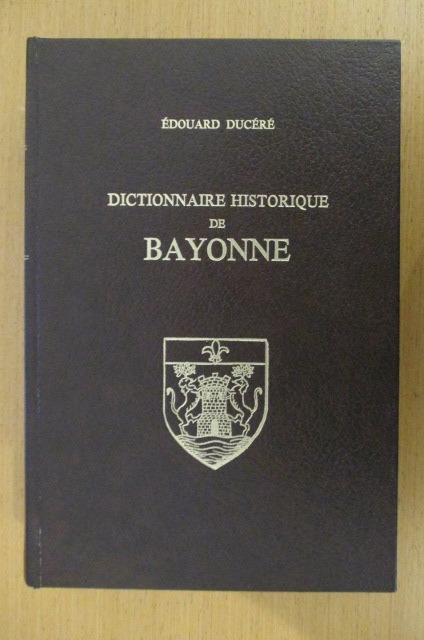 ÉDOUARD DUCÉRÉ
DICTIONNAIRE HISTORIQUE
DE
BAYONNE